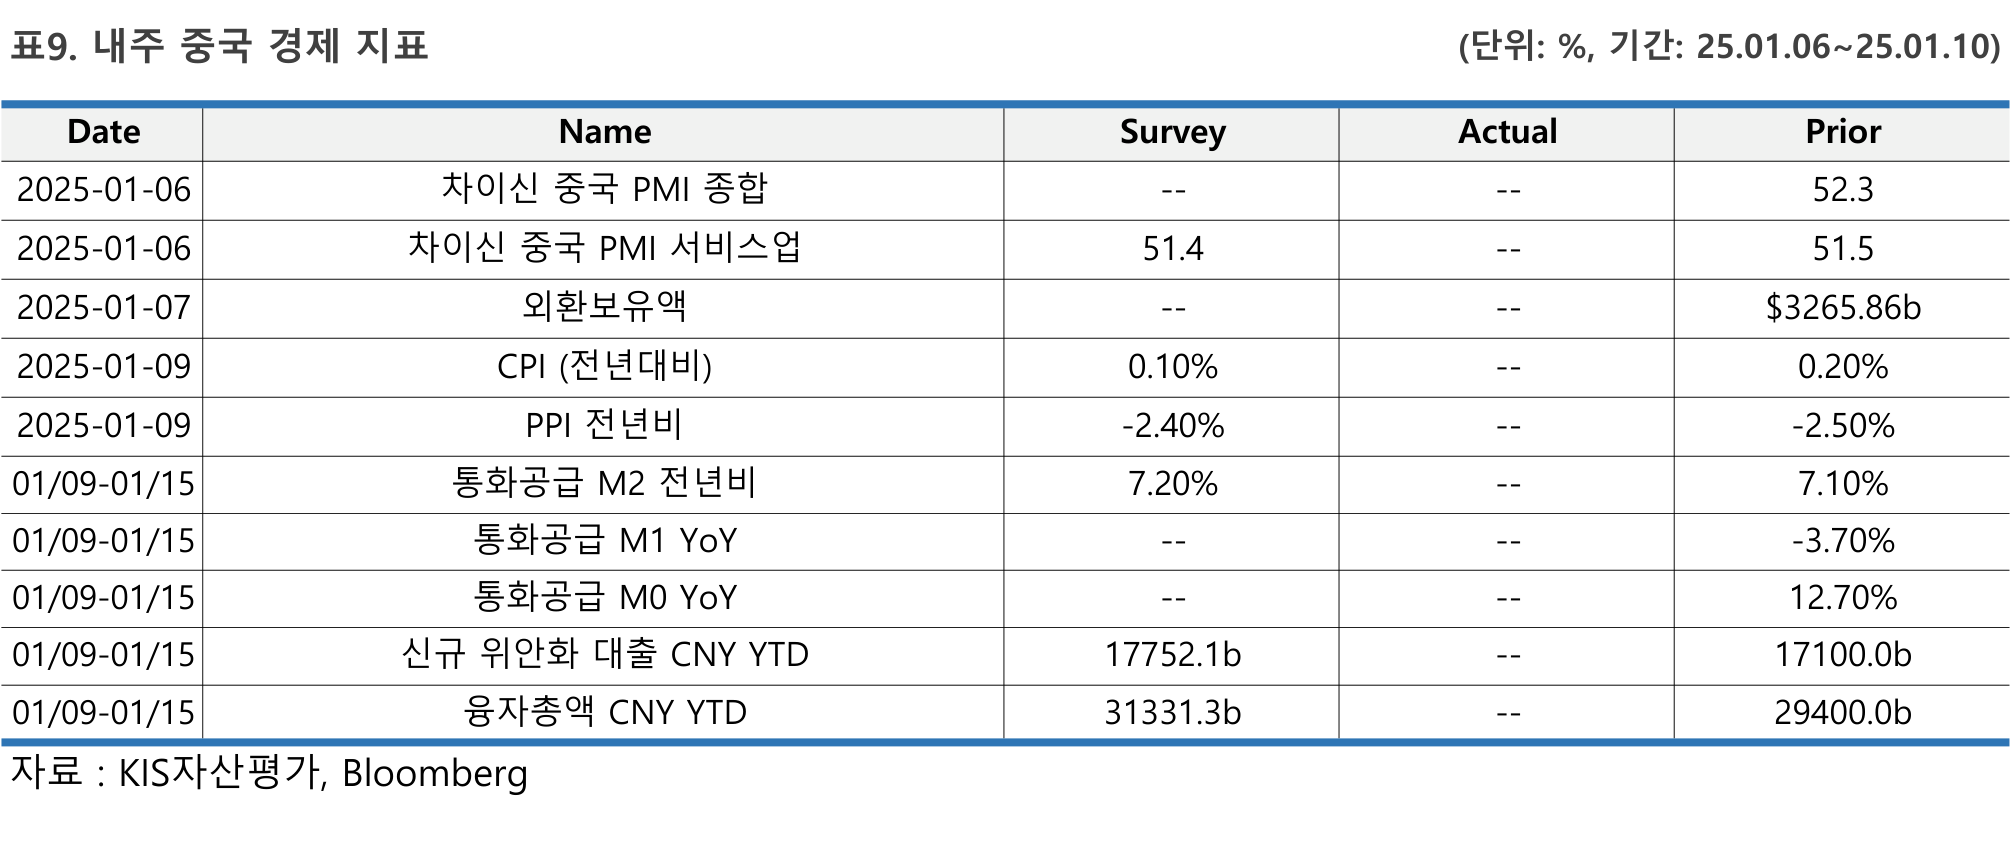 표9. 내주 중국 경제 지표 (단위: %, 기간: 25.01.06~25.01.10)
Date Name Survey Actual Prior
2025-01-06 차이신 중국 PMI 종합 -- -- 52.3
2025-01-06 차이신 중국 PMI 서비스업 51.4 -- 51.5
2025-01-07 외환보유액 -- -- $3265.86b
2025-01-09 CPI (전년대비) 0.10% -- 0.20%
2025-01-09 PPI 전년비 -2.40% -- -2.50%
01/09-01/15 통화공급 M2 전년비 7.20% -- 7.10%
01/09-01/15 통화공급 M1 YoY -- -- -3.70%
01/09-01/15 통화공급 M0 YoY -- -- 12.70%
01/09-01/15 신규 위안화 대출 CNY YTD 17752.1b -- 17100.0b
01/09-01/15 융자총액 CNY YTD 31331.3b -- 29400.0b
자료 : KIS자산평가, Bloomberg